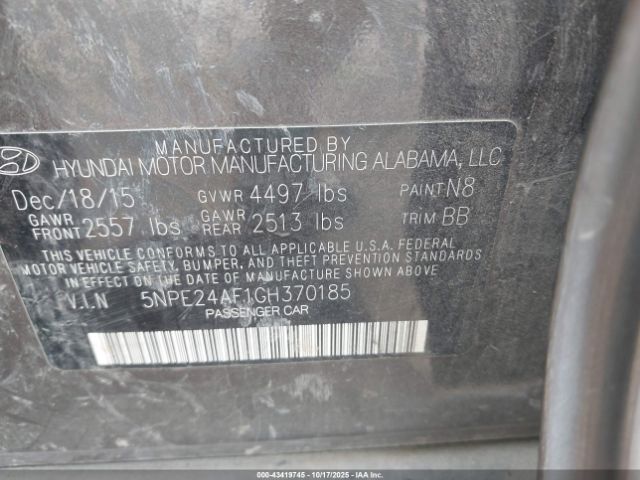 MANUFACTURED BY
HYUNDAI MOTOR MANUFACTURING ALABAMA, LLC
Dec/18/15 GVWR 4497 lbs PAINT N8
GAWR FRONT 2557 lbs GAWR REAR 2513 lbs TRIM BB
THIS VEHICLE CONFORMS TO ALL APPLICABLE U.S.A. FEDERAL
MOTOR VEHICLE SAFETY, BUMPER, AND THEFT PREVENTION STANDARDS
IN EFFECT ON THE DATE OF MANUFACTURE SHOWN ABOVE
V.I.N 5NPE24AF1GH370185
PASSENGER CAR
000-43419745 - 10/17/2025 - IAAI.COM